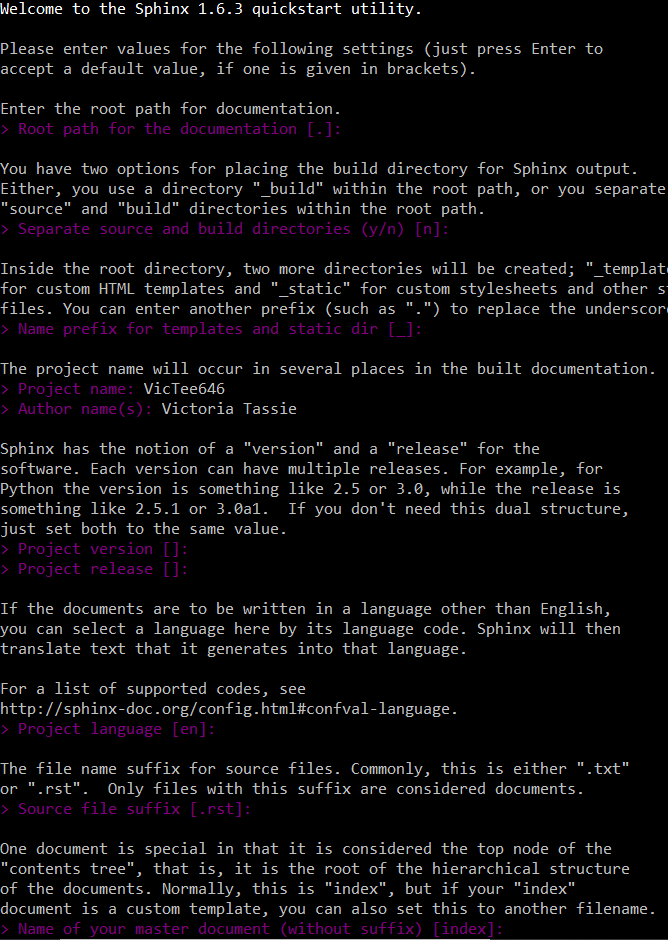 Welcome to the Sphinx 1.6.3 quickstart utility.
Please enter values for the following settings (just press Enter to
accept a default value, if one is given in brackets).
Enter the root path for documentation.
> Root path for the documentation [.]:
You have two options for placing the build directory for Sphinx output.
Either, you use a directory "_build" within the root path, or you separate
"source" and "build" directories within the root path.
> Separate source and build directories (y/n) [n]:
Inside the root directory, two more directories will be created; "_templat
for custom HTML templates and "_static" for custom stylesheets and other st
files. You can enter another prefix (such as ".") to replace the underscor
> Name prefix for templates and static dir [_]:
The project name will occur in several places in the built documentation.
> Project name: VicTee646
> Author name(s): Victoria Tassie
Sphinx has the notion of a "version" and a "release" for the
software. Each version can have multiple releases. For example, for
Python the version is something like 2.5 or 3.0, while the release is
something like 2.5.1 or 3.0a1.  If you don't need this dual structure,
just set both to the same value.
> Project version []:
> Project release []:
If the documents are to be written in a language other than English,
you can select a language here by its language code. Sphinx will then
translate text that it generates into that language.
For a list of supported codes, see
http://sphinx-doc.org/config.html#confval-language.
> Project language [en]:
The file name suffix for source files. Commonly, this is either ".txt"
or ".rst".  Only files with this suffix are considered documents.
> Source file suffix [.rst]:
One document is special in that it is considered the top node of the
"contents tree", that is, it is the root of the hierarchical structure
of the documents. Normally, this is "index", but if your "index"
document is a custom template, you can also set this to another filename.
> Name of your master document (without suffix) [index]: